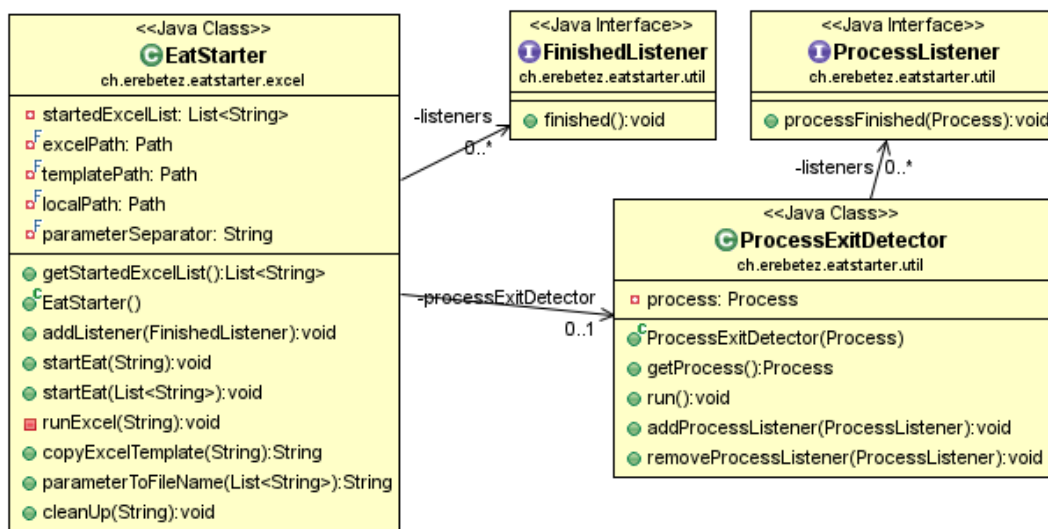 <<Java Class>>
C EatStarter
ch.erebetez.eatstarter.excel
startedExcelList: List<String>
F excelPath: Path
F templatePath: Path
F localPath: Path
F parameterSeparator: String
getStartedExcelList():List<String>
C EatStarter()
addListener(FinishedListener):void
startEat(String):void
startEat(List<String>):void
runExcel(String):void
copyExcelTemplate(String):String
parameterToFileName(List<String>):String
cleanUp(String):void
-listeners
0..*
<<Java Interface>>
I FinishedListener
ch.erebetez.eatstarter.util
finished():void
<<Java Interface>>
I ProcessListener
ch.erebetez.eatstarter.util
processFinished(Process):void
-listeners 0..*
-processExitDetector
0..1
<<Java Class>>
C ProcessExitDetector
ch.erebetez.eatstarter.util
process: Process
C ProcessExitDetector(Process)
getProcess():Process
run():void
addProcessListener(ProcessListener):void
removeProcessListener(ProcessListener):void